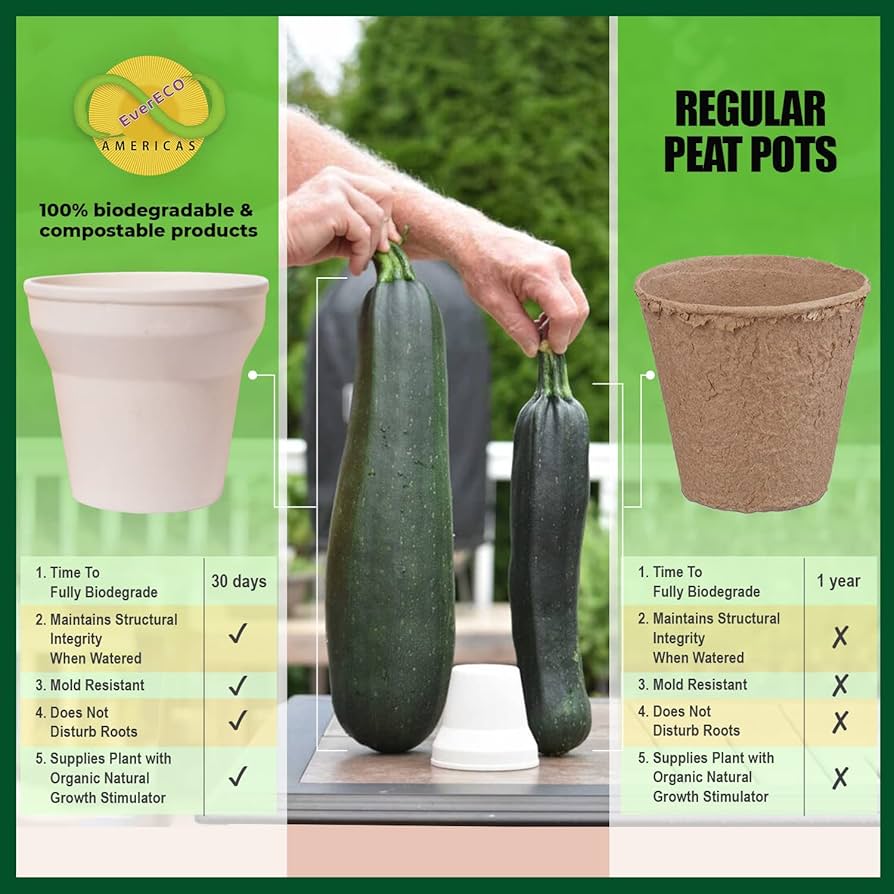 EverECO
AMERICAS
100% biodegradable &
compostable products
REGULAR
PEAT POTS
1. Time To
Fully Biodegrade
30 days
2. Maintains Structural
Integrity
When Watered
✓
3. Mold Resistant
✓
4. Does Not
Disturb Roots
✓
5. Supplies Plant with
Organic Natural
Growth Stimulator
✓
1. Time To
Fully Biodegrade
1 year
2. Maintains Structural
Integrity
When Watered
✗
3. Mold Resistant
✗
4. Does Not
Disturb Roots
✗
5. Supplies Plant with
Organic Natural
Growth Stimulator
✗